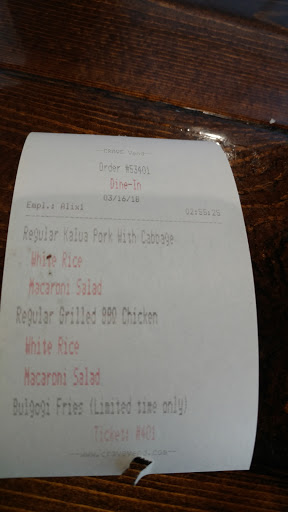 Order #53401
Dine-In
03/16/18
Empl.: Alixi 02:55:25
Regular Kalua Pork With Cabbage
White Rice
Macaroni Salad
Regular Grilled BBQ Chicken
White Rice
Macaroni Salad
Bulgogi Fries (Limited time only)
Ticket: #401